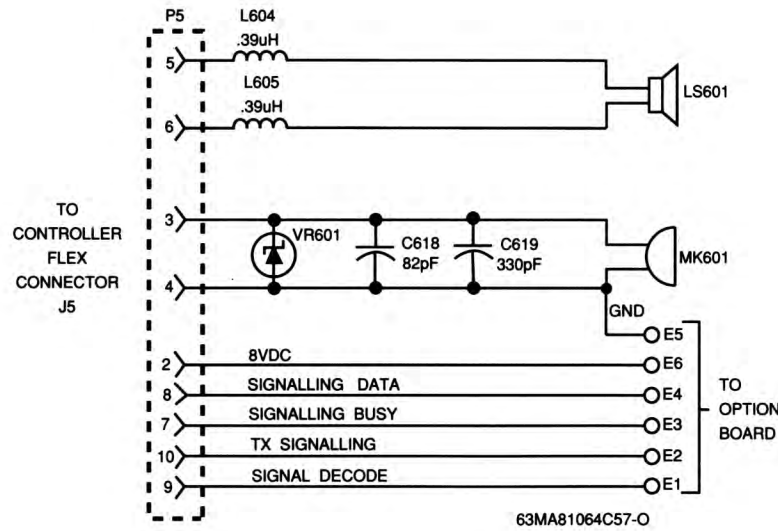 P5
L604
.39uH
5
L605
.39uH
LS601
6
TO
CONTROLLER
FLEX
CONNECTOR
J5
3
VR601
C618
82pF
C619
330pF
MK601
4
GND
E5
2
8VDC
E6
8
SIGNALLING DATA
E4
7
SIGNALLING BUSY
E3
10
TX SIGNALLING
E2
9
SIGNAL DECODE
E1
TO
OPTION
BOARD
63MA81064C57-O